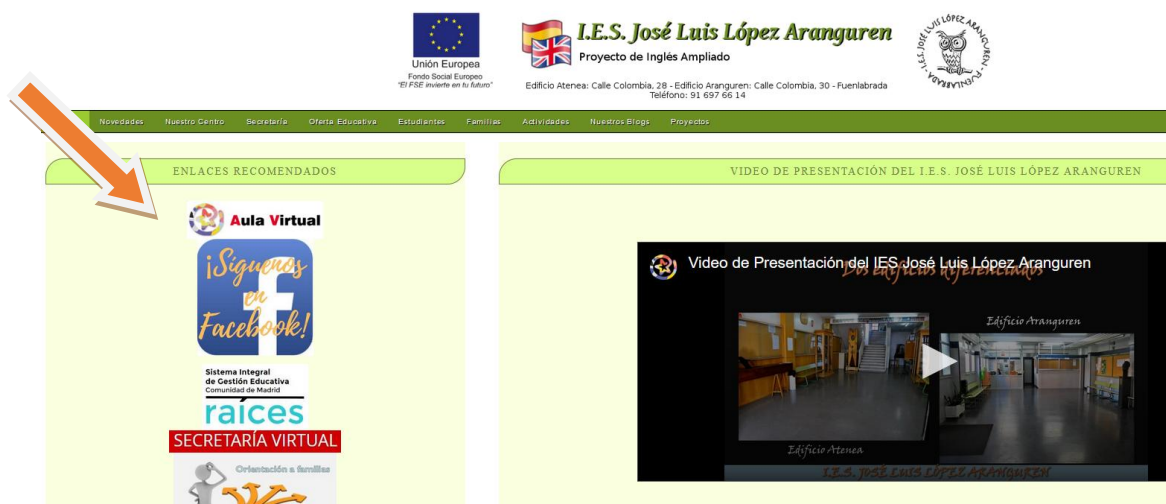 Unión Europea
Fondo Social Europeo
"El FSE invierte en tu futuro"
I.E.S. José Luis López Aranguren
Proyecto de Inglés Ampliado
Edificio Atenea: Calle Colombia, 28 - Edificio Aranguren: Calle Colombia, 30 - Fuenlabrada
Teléfono: 91 697 66 14
I.E.S. JOSÉ LUIS LÓPEZ ARANGUREN - FUENLABRADA
Novedades Nuestro Centro Secretaría Oferta Educativa Estudiantes Familias Actividades Nuestros Blogs Proyectos
ENLACES RECOMENDADOS
Aula Virtual
¡Síguenos
en
Facebook!
Sistema Integral
de Gestión Educativa
Comunidad de Madrid
raíces
SECRETARÍA VIRTUAL
Orientación a familias
VIDEO DE PRESENTACIÓN DEL I.E.S. JOSÉ LUIS LÓPEZ ARANGUREN
Video de Presentación del IES José Luis López Aranguren
Dos edificios diferenciados
Edificio Aranguren
Edificio Atenea
I.E.S. JOSÉ LUIS LÓPEZ ARANGUREN